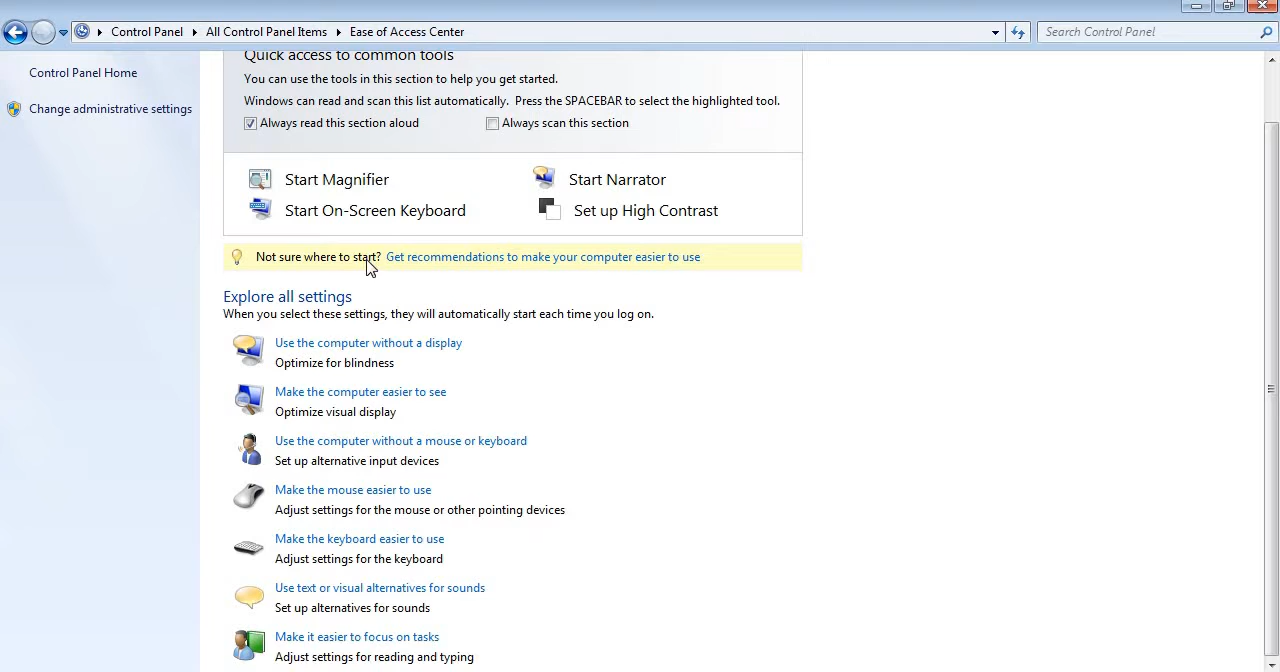 Control Panel All Control Panel Items Ease of Access Center Search Control Panel
Control Panel Home
Change administrative settings
Quick access to common tools
You can use the tools in this section to help you get started.
Windows can read and scan this list automatically. Press the SPACEBAR to select the highlighted tool.
Always read this section aloud Always scan this section
Start Magnifier Start Narrator
Start On-Screen Keyboard Set up High Contrast
Not sure where to start? Get recommendations to make your computer easier to use
Explore all settings
When you select these settings, they will automatically start each time you log on.
Use the computer without a display
Optimize for blindness
Make the computer easier to see
Optimize visual display
Use the computer without a mouse or keyboard
Set up alternative input devices
Make the mouse easier to use
Adjust settings for the mouse or other pointing devices
Make the keyboard easier to use
Adjust settings for the keyboard
Use text or visual alternatives for sounds
Set up alternatives for sounds
Make it easier to focus on tasks
Adjust settings for reading and typing